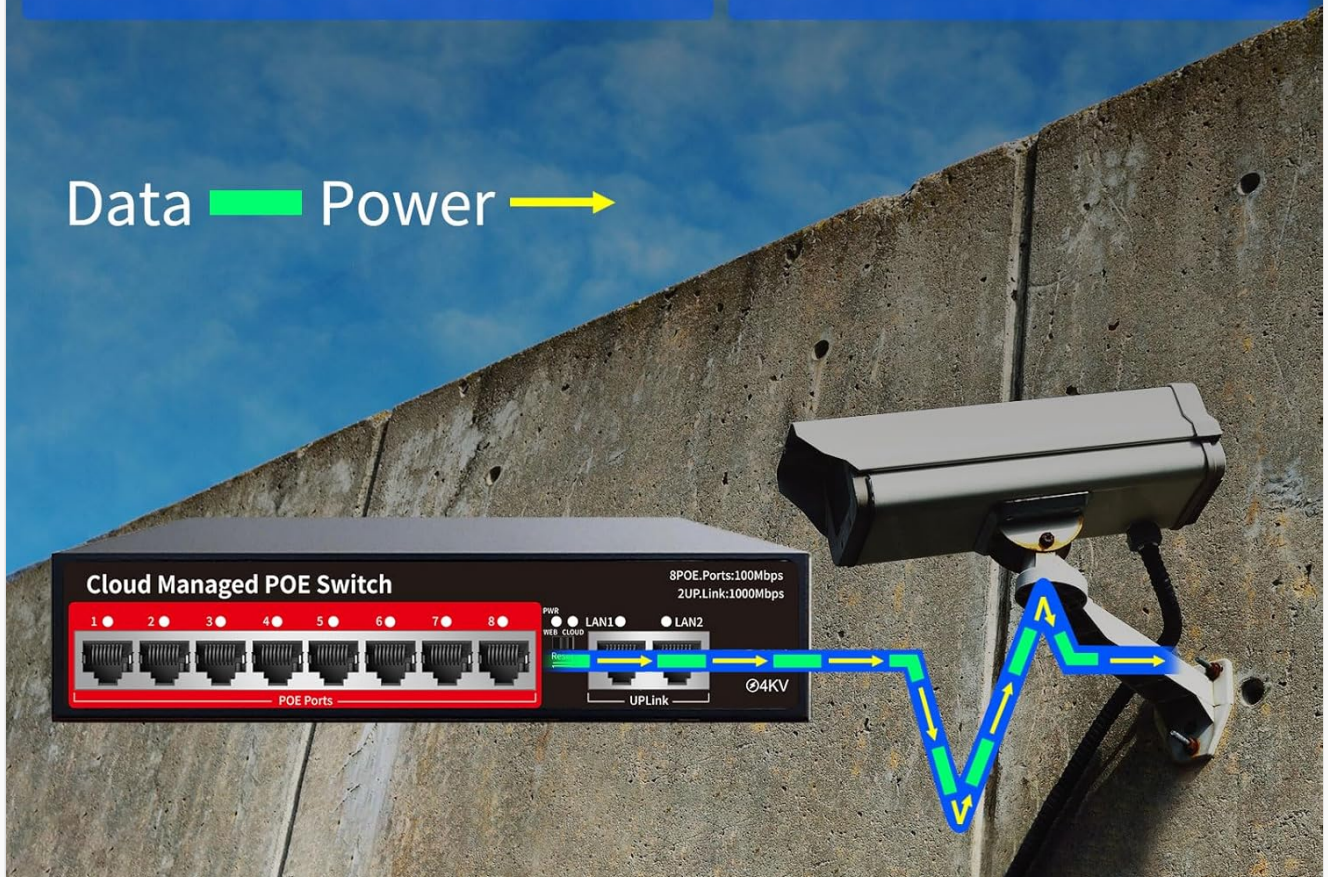 Data Power
Cloud Managed POE Switch
8POE.Ports:100Mbps
2UP.Link:1000Mbps
1 2 3 4 5 6 7 8
PWR
WEB CLOUD
LAN1 LAN2
POE Ports
UPLink
4KV